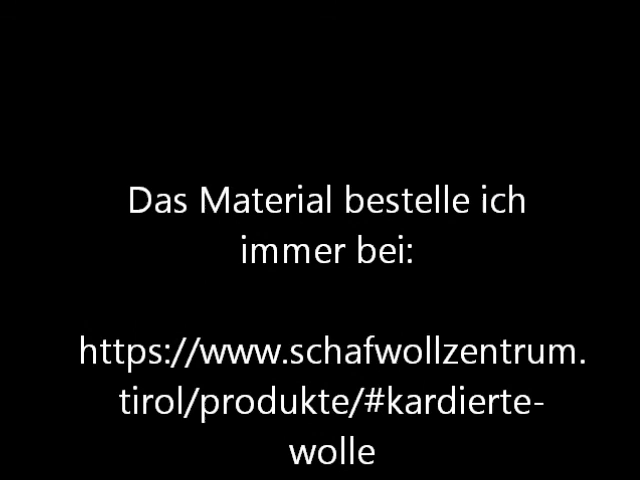 Das Material bestelle ich
immer bei:
https://www.schafwollzentrum.
tirol/produkte/#kardierte-
wolle